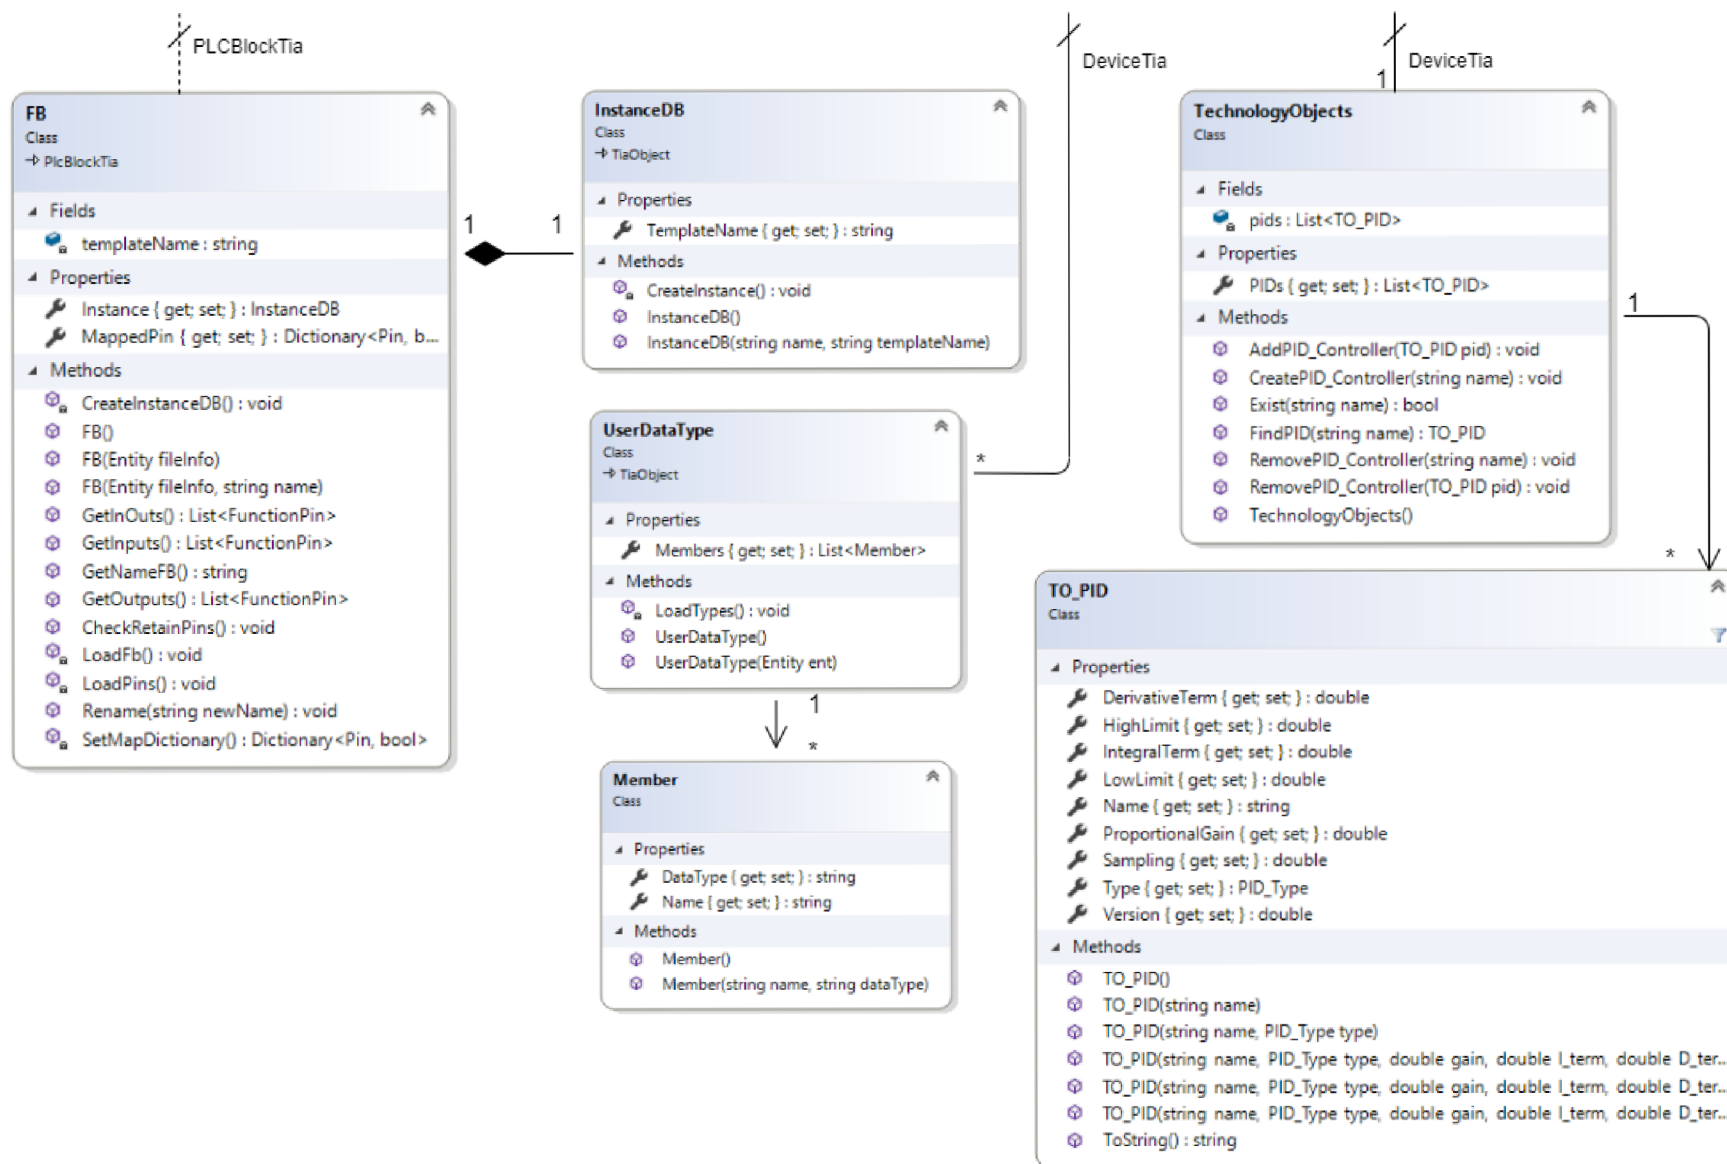 PLCBlockTia
DeviceTia
DeviceTia
1
FB
Class
PlcBlockTia
Fields
templateName : string
Properties
Instance { get; set; } : InstanceDB
MappedPin { get; set; } : Dictionary<Pin, b...
Methods
CreateInstanceDB() : void
FB()
FB(Entity fileInfo)
FB(Entity fileInfo, string name)
GetInOuts() : List<FunctionPin>
GetInputs() : List<FunctionPin>
GetNameFB() : string
GetOutputs() : List<FunctionPin>
CheckRetainPins() : void
LoadFb() : void
LoadPins() : void
Rename(string newName) : void
SetMapDictionary() : Dictionary<Pin, bool>
1
1
InstanceDB
Class
TiaObject
Properties
TemplateName { get; set; } : string
Methods
CreateInstance() : void
InstanceDB()
InstanceDB(string name, string templateName)
UserDataType
Class
TiaObject
Properties
Members { get; set; } : List<Member>
Methods
LoadTypes() : void
UserDataType()
UserDataType(Entity ent)
*
1
*
Member
Class
Properties
DataType { get; set; } : string
Name { get; set; } : string
Methods
Member()
Member(string name, string dataType)
TechnologyObjects
Class
Fields
pids : List<TO_PID>
Properties
PIDs { get; set; } : List<TO_PID>
Methods
AddPID_Controller(TO_PID pid) : void
CreatePID_Controller(string name) : void
Exist(string name) : bool
FindPID(string name) : TO_PID
RemovePID_Controller(string name) : void
RemovePID_Controller(TO_PID pid) : void
TechnologyObjects()
1
*
TO_PID
Class
Properties
DerivativeTerm { get; set; } : double
HighLimit { get; set; } : double
IntegralTerm { get; set; } : double
LowLimit { get; set; } : double
Name { get; set; } : string
ProportionalGain { get; set; } : double
Sampling { get; set; } : double
Type { get; set; } : PID_Type
Version { get; set; } : double
Methods
TO_PID()
TO_PID(string name)
TO_PID(string name, PID_Type type)
TO_PID(string name, PID_Type type, double gain, double I_term, double D_ter...
TO_PID(string name, PID_Type type, double gain, double I_term, double D_ter...
TO_PID(string name, PID_Type type, double gain, double I_term, double D_ter...
ToString() : string